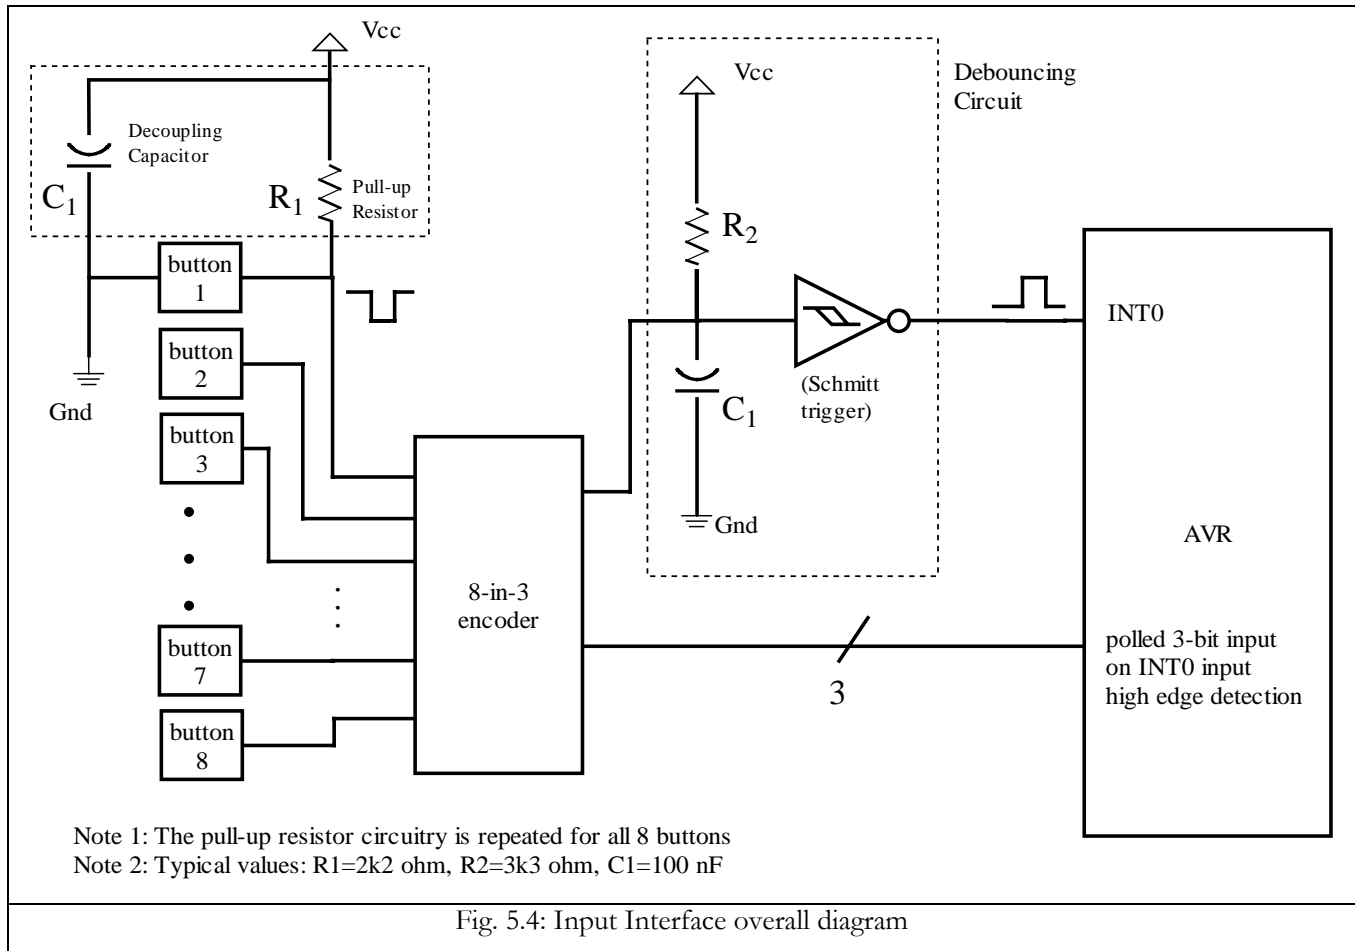 Vcc
Decoupling
Capacitor
C1
R1
Pull-up
Resistor
button
1
button
2
Gnd
button
3
button
7
button
8
8-in-3
encoder
Vcc
Debouncing
Circuit
R2
C1
(Schmitt
trigger)
Gnd
3
INT0
AVR
polled 3-bit input
on INT0 input
high edge detection
Note 1: The pull-up resistor circuitry is repeated for all 8 buttons
Note 2: Typical values: R1=2k2 ohm, R2=3k3 ohm, C1=100 nF
Fig. 5.4: Input Interface overall diagram